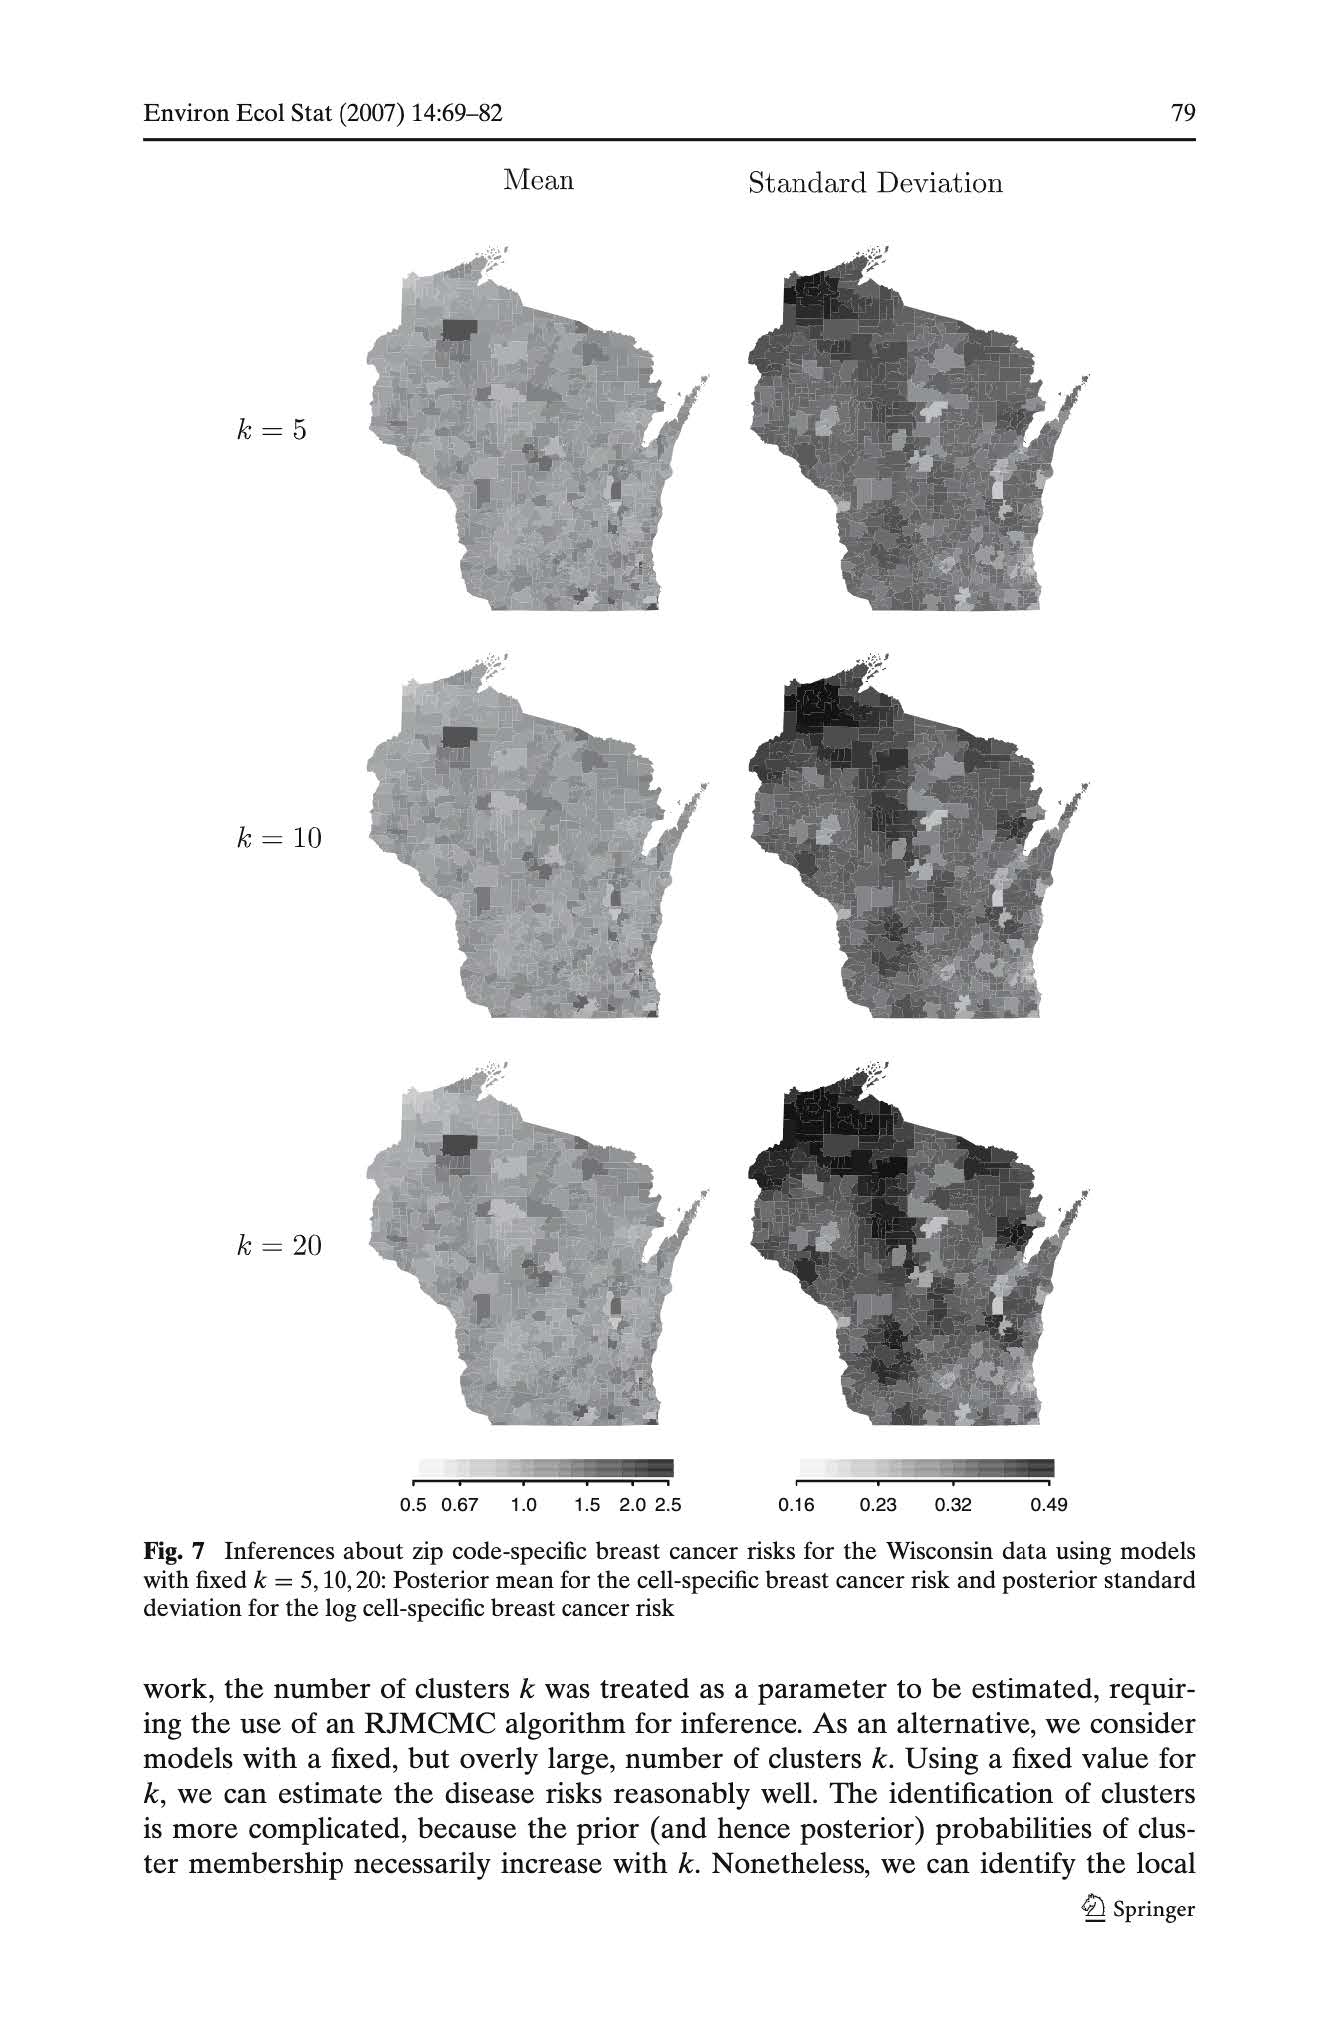 Environ Ecol Stat (2007) 14:69–82 79
Mean Standard Deviation
k = 5
k = 10
k = 20
0.5 0.67 1.0 1.5 2.0 2.5 0.16 0.23 0.32 0.49
Fig. 7 Inferences about zip code-specific breast cancer risks for the Wisconsin data using models
with fixed k = 5, 10, 20: Posterior mean for the cell-specific breast cancer risk and posterior standard
deviation for the log cell-specific breast cancer risk
work, the number of clusters k was treated as a parameter to be estimated, requir-
ing the use of an RJMCMC algorithm for inference. As an alternative, we consider
models with a fixed, but overly large, number of clusters k. Using a fixed value for
k, we can estimate the disease risks reasonably well. The identification of clusters
is more complicated, because the prior (and hence posterior) probabilities of clus-
ter membership necessarily increase with k. Nonetheless, we can identify the local
Springer